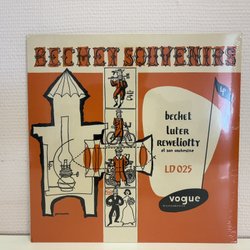 BECHET SOUVENIRS
bechet
luter
reweliotty
et son orchestre
LD 025
vogue